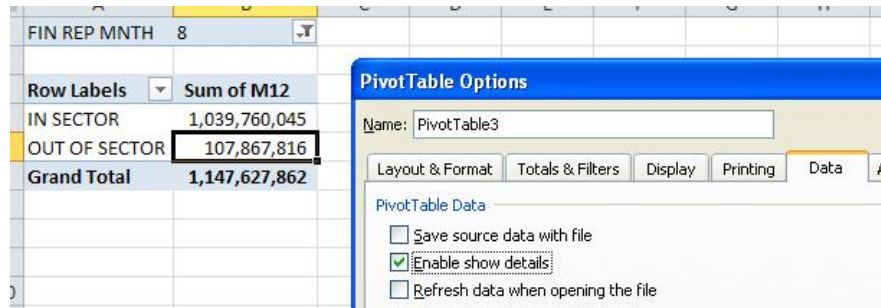 FIN REP MNTH 8
Row Labels Sum of M12
IN SECTOR 1,039,760,045
OUT OF SECTOR 107,867,816
Grand Total 1,147,627,862
PivotTable Options
Name: PivotTable3
Layout & Format Totals & Filters Display Printing Data
PivotTable Data
Save source data with file
Enable show details
Refresh data when opening the file